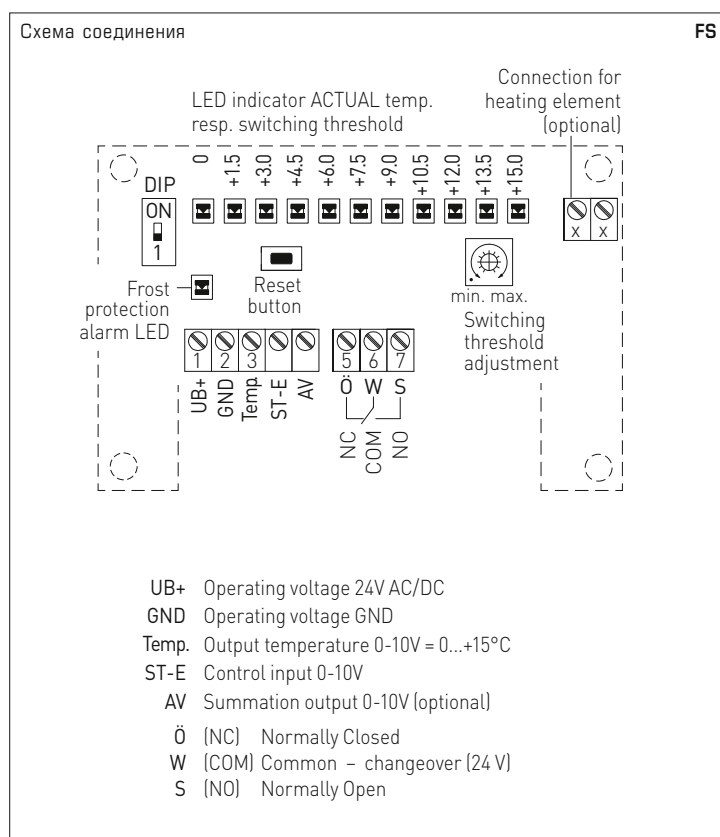 Схема соединения FS
Connection for
heating element
(optional)
LED indicator ACTUAL temp.
resp. switching threshold
0 +1.5 +3.0 +4.5 +6.0 +7.5 +9.0 +10.5 +12.0 +13.5 +15.0
DIP
ON
1
x x
Frost
protection
alarm LED
Reset
button
min. max.
Switching
threshold
adjustment
1 2 3 5 6 7
UB+ GND Temp. ST-E AV Ö W S
NC COM NO
UB+ Operating voltage 24V AC/DC
GND Operating voltage GND
Temp. Output temperature 0-10V = 0...+15°C
ST-E Control input 0-10V
AV Summation output 0-10V (optional)
Ö (NC) Normally Closed
W (COM) Common – changeover (24 V)
S (NO) Normally Open